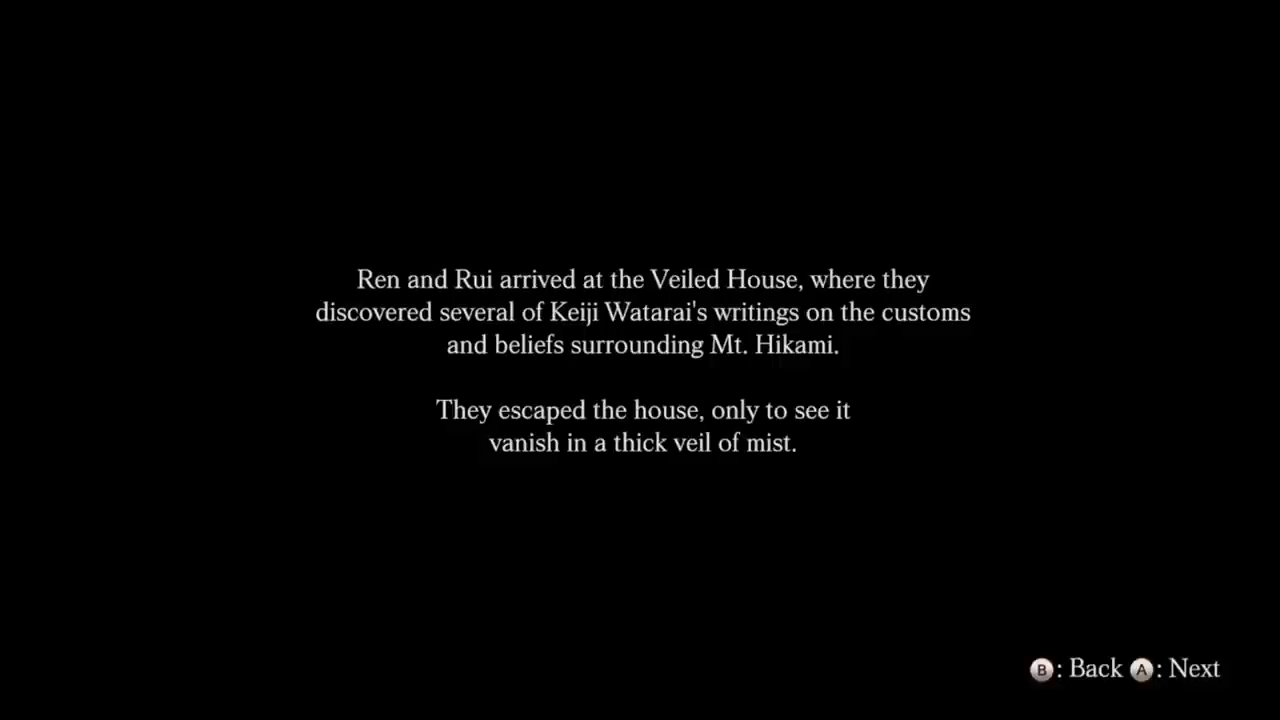 Ren and Rui arrived at the Veiled House, where they
discovered several of Keiji Watarai's writings on the customs
and beliefs surrounding Mt. Hikami.
They escaped the house, only to see it
vanish in a thick veil of mist.
B: Back A: Next